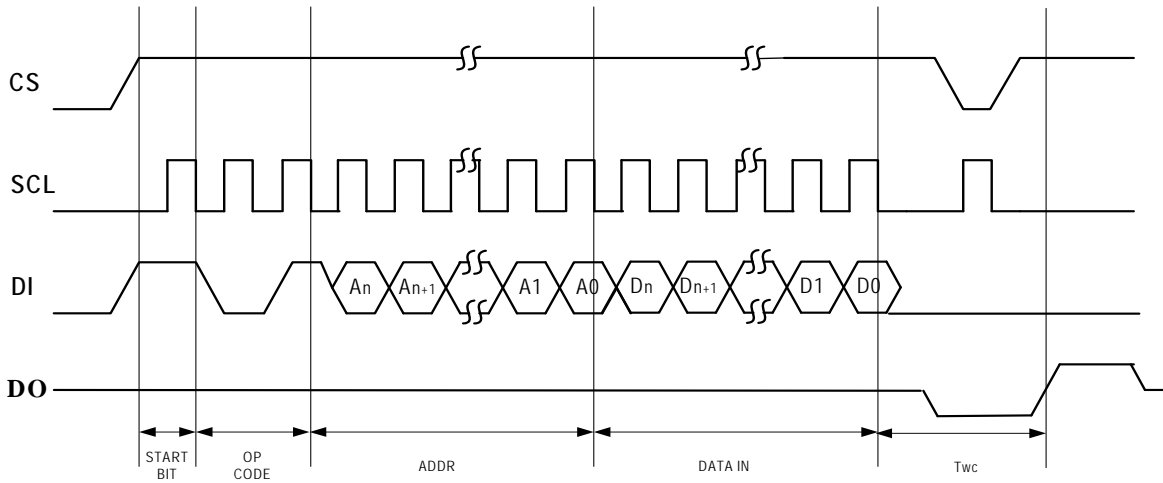 CS
SCL
DI
An
An+1
A1
A0
Dn
Dn+1
D1
D0
DO
START
BIT
OP
CODE
ADDR
DATA IN
Twc